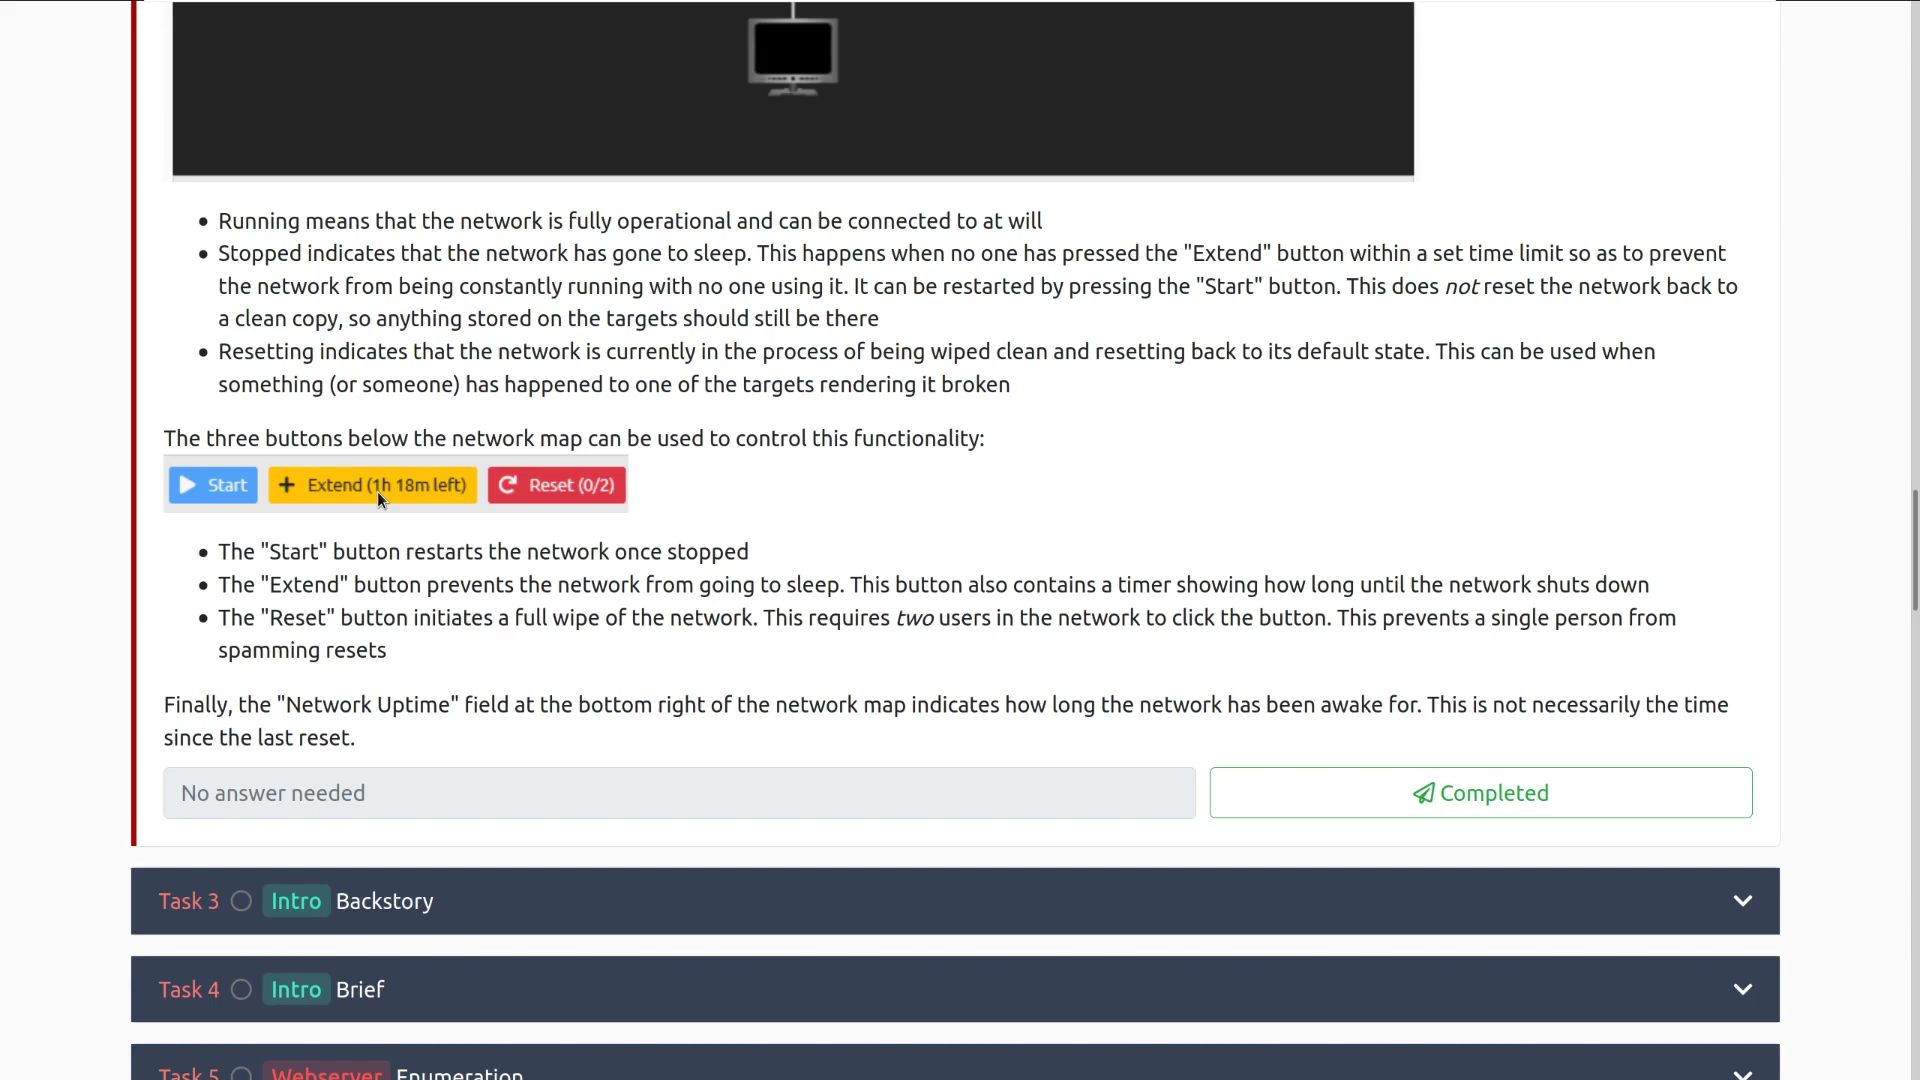 Running means that the network is fully operational and can be connected to at will
Stopped indicates that the network has gone to sleep. This happens when no one has pressed the "Extend" button within a set time limit so as to prevent
the network from being constantly running with no one using it. It can be restarted by pressing the "Start" button. This does not reset the network back to
a clean copy, so anything stored on the targets should still be there
Resetting indicates that the network is currently in the process of being wiped clean and resetting back to its default state. This can be used when
something (or someone) has happened to one of the targets rendering it broken
The three buttons below the network map can be used to control this functionality:
Start Extend (1h 18m left) Reset (0/2)
The "Start" button restarts the network once stopped
The "Extend" button prevents the network from going to sleep. This button also contains a timer showing how long until the network shuts down
The "Reset" button initiates a full wipe of the network. This requires two users in the network to click the button. This prevents a single person from
spamming resets
Finally, the "Network Uptime" field at the bottom right of the network map indicates how long the network has been awake for. This is not necessarily the time
since the last reset.
No answer needed Completed
Task 3 Intro Backstory
Task 4 Intro Brief
Task 5 Webserver Enumeration